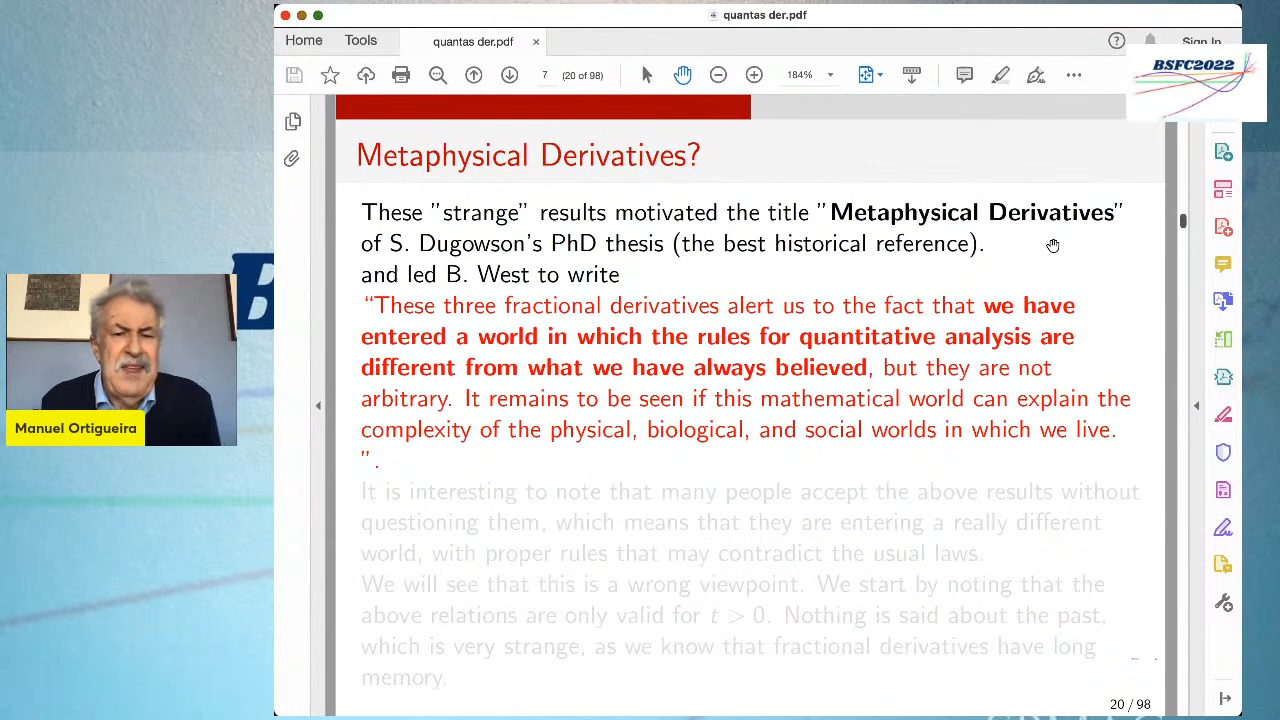 quantas der.pdf
Home
Tools
quantas der.pdf
×
Sign In
7
(20 of 98)
184%
BSFC2022
Metaphysical Derivatives?
These ”strange” results motivated the title ”Metaphysical Derivatives”
of S. Dugowson’s PhD thesis (the best historical reference).
and led B. West to write
“These three fractional derivatives alert us to the fact that we have
entered a world in which the rules for quantitative analysis are
different from what we have always believed, but they are not
arbitrary. It remains to be seen if this mathematical world can explain the
complexity of the physical, biological, and social worlds in which we live.
”.
It is interesting to note that many people accept the above results without
questioning them, which means that they are entering a really different
world, with proper rules that may contradict the usual laws.
We will see that this is a wrong viewpoint. We start by noting that the
above relations are only valid for t > 0. Nothing is said about the past,
which is very strange, as we know that fractional derivatives have long
memory.
20 / 98
Manuel Ortigueira